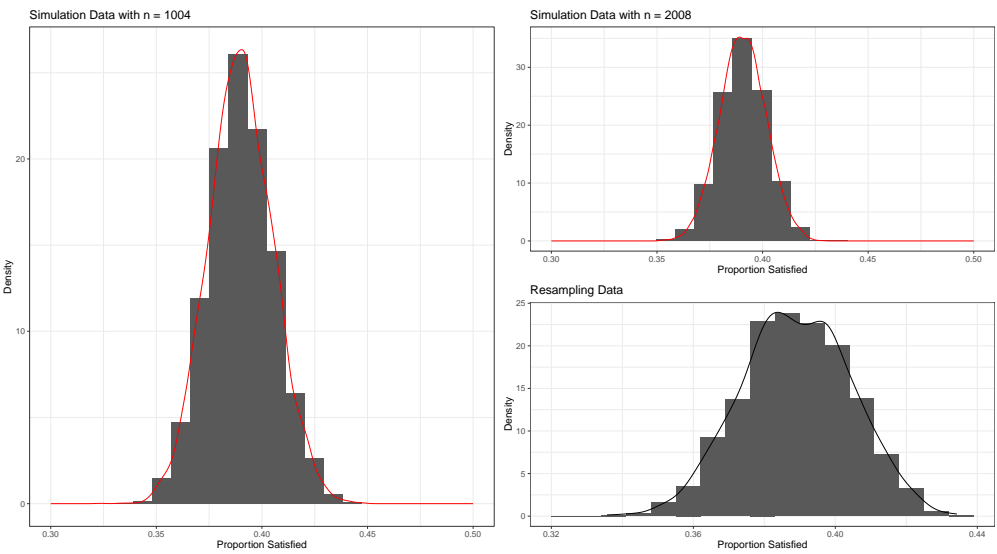 Simulation Data with n = 1004
Density
20
10
0
0.30 0.35 0.40 0.45 0.50
Proportion Satisfied
Simulation Data with n = 2008
Density
30
20
10
0
0.30 0.35 0.40 0.45 0.50
Proportion Satisfied
Resampling Data
Density
25
20
15
10
5
0
0.32 0.36 0.40 0.44
Proportion Satisfied